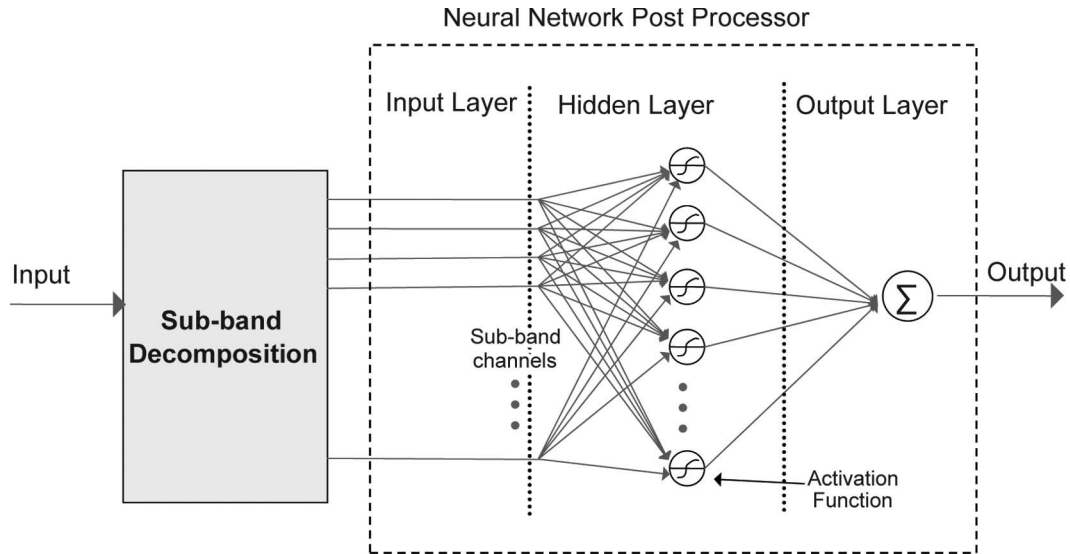 Neural Network Post Processor
Input Layer
Hidden Layer
Output Layer
Input
Sub-band
Decomposition
Sub-band
channels
Σ
Output
Activation
Function